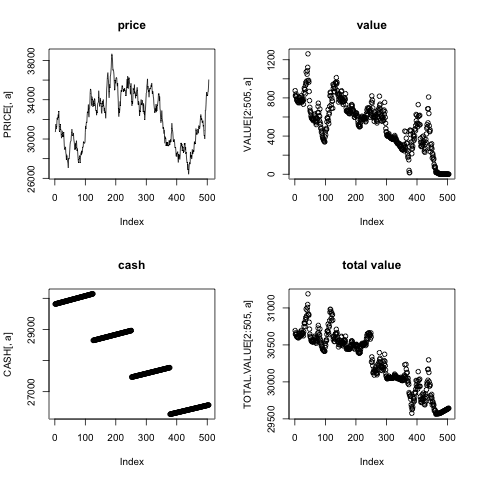 price
PRICE[, a]
26000 30000 34000 38000
0 100 200 300 400 500
Index
value
VALUE[2:505, a]
0 400 800 1200
0 100 200 300 400 500
Index
cash
CASH[, a]
27000 29000
0 100 200 300 400 500
Index
total value
TOTAL.VALUE[2:505, a]
29500 30000 30500 31000
0 100 200 300 400 500
Index